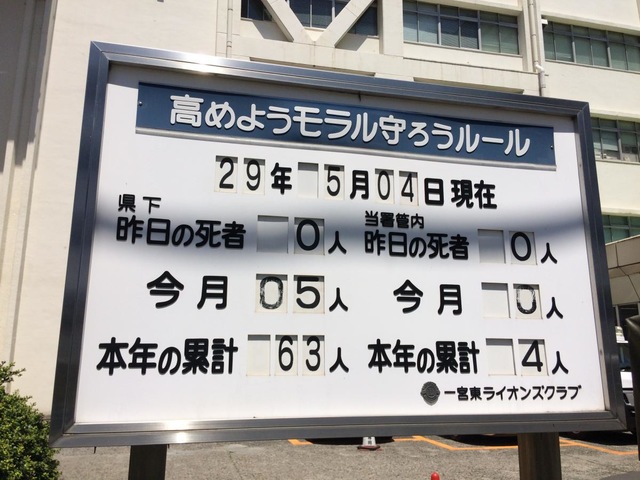 高めようモラル守ろうルール
29年 5月04日現在
県下
昨日の死者 0人
今月 05人
本年の累計 63人
当署管内
昨日の死者 0人
今月 0人
本年の累計 4人
一宮東ライオンズクラブ